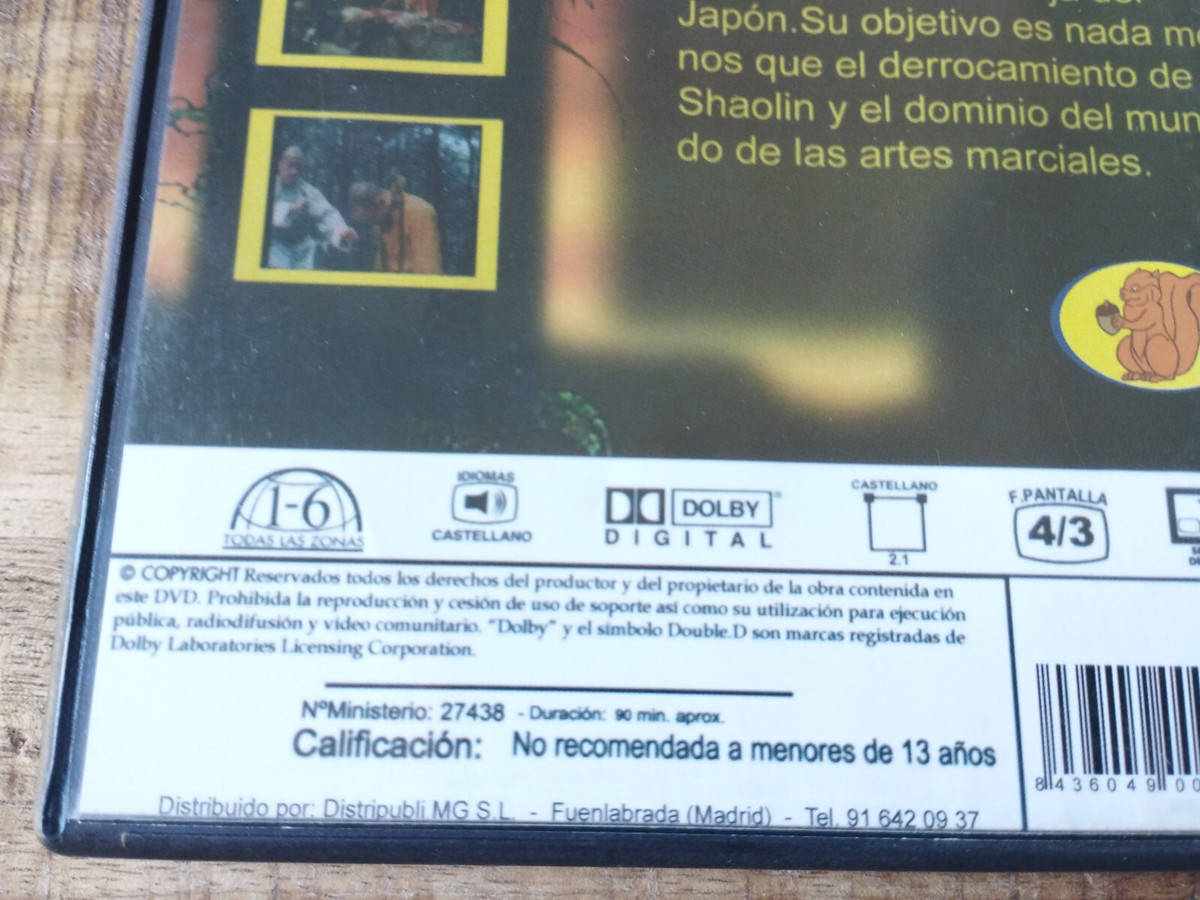 Japón.Su objetivo es nada me
nos que el derrocamiento de
Shaolin y el dominio del mun
do de las artes marciales.
1-6
TODAS LAS ZONAS
IDIOMAS
CASTELLANO
DOLBY
DIGITAL
CASTELLANO
2.1
F.PANTALLA
4/3
© COPYRIGHT Reservados todos los derechos del productor y del propietario de la obra contenida en
este DVD. Prohibida la reproducción y cesión de uso de soporte así como su utilización para ejecución
pública, radiodifusión y vídeo comunitario. "Dolby" y el símbolo Double.D son marcas registradas de
Dolby Laboratories Licensing Corporation.
NºMinisterio: 27438 - Duración: 90 min. aprox.
Calificación: No recomendada a menores de 13 años
Distribuido por: Distripubli MG S.L. - Fuenlabrada (Madrid) - Tel. 91 642 09 37
8 436049 00